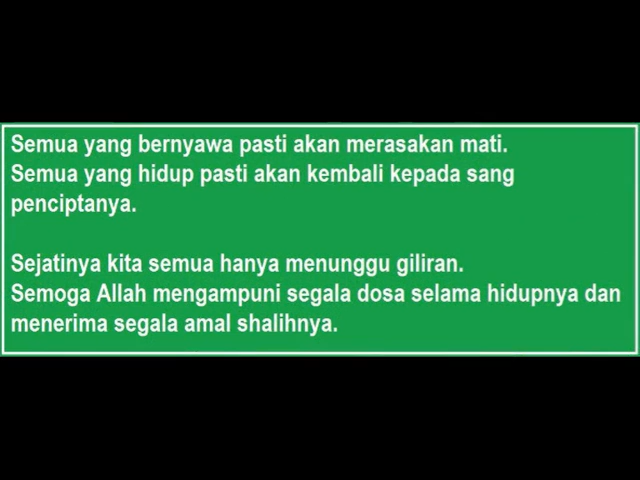 Semua yang bernyawa pasti akan merasakan mati.
Semua yang hidup pasti akan kembali kepada sang
penciptanya.
Sejatinya kita semua hanya menunggu giliran.
Semoga Allah mengampuni segala dosa selama hidupnya dan
menerima segala amal shalihnya.